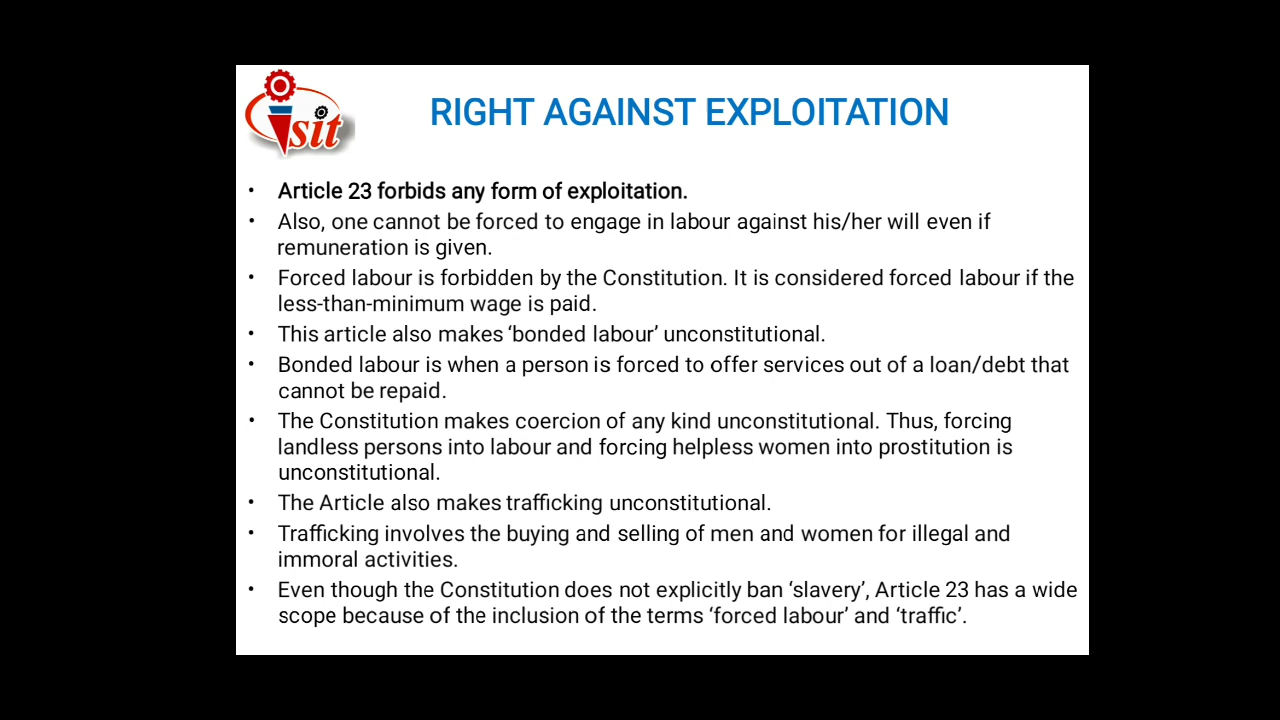 isit
RIGHT AGAINST EXPLOITATION
• Article 23 forbids any form of exploitation.
• Also, one cannot be forced to engage in labour against his/her will even if
remuneration is given.
• Forced labour is forbidden by the Constitution. It is considered forced labour if the
less-than-minimum wage is paid.
• This article also makes ‘bonded labour’ unconstitutional.
• Bonded labour is when a person is forced to offer services out of a loan/debt that
cannot be repaid.
• The Constitution makes coercion of any kind unconstitutional. Thus, forcing
landless persons into labour and forcing helpless women into prostitution is
unconstitutional.
• The Article also makes trafficking unconstitutional.
• Trafficking involves the buying and selling of men and women for illegal and
immoral activities.
• Even though the Constitution does not explicitly ban ‘slavery’, Article 23 has a wide
scope because of the inclusion of the terms ‘forced labour’ and ‘traffic’.